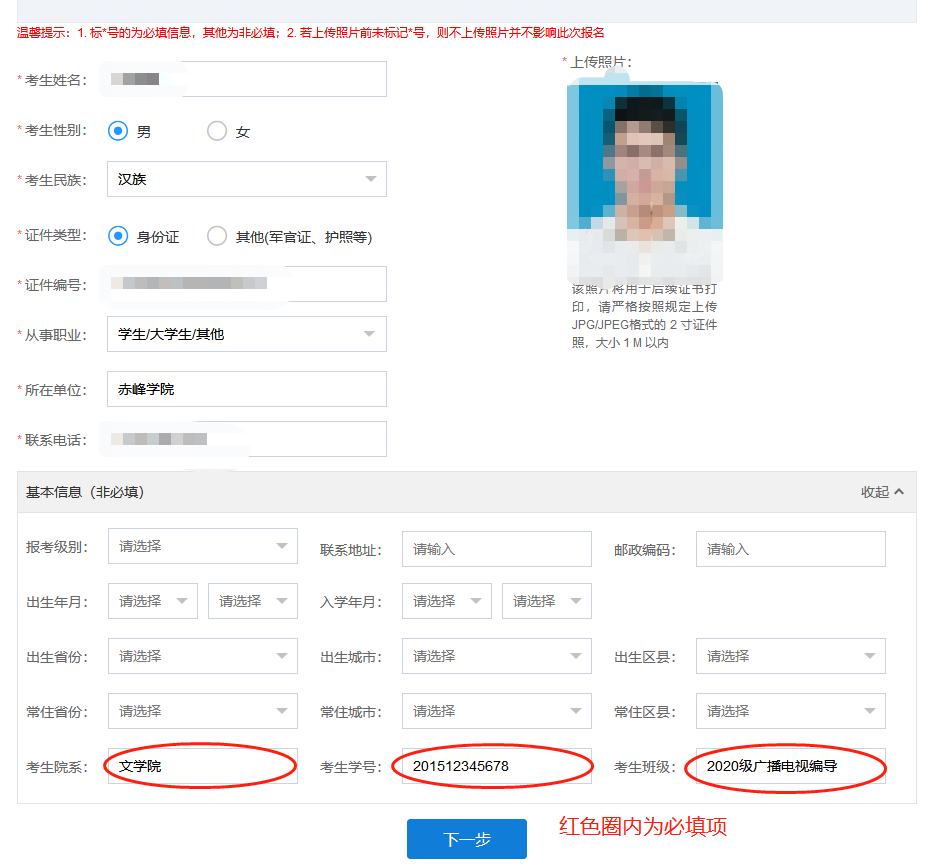 温馨提示：1. 标*号的为必填信息，其他为非必填；2. 若上传照片前未标记*号，则不上传照片并不影响此次报名
*考生姓名：
*上传照片：
*考生性别： 男 女
*考生民族： 汉族
*证件类型： 身份证 其他(军官证、护照等)
*证件编号：
该照片将用于后续证书打
印，请严格按照规定上传
JPG/JPEG格式的 2 寸证件
照，大小 1 M 以内
*从事职业： 学生/大学生/其他
*所在单位： 赤峰学院
*联系电话：
基本信息（非必填） 收起
报考级别： 请选择 联系地址： 请输入 邮政编码： 请输入
出生年月： 请选择 请选择 入学年月： 请选择 请选择
出生省份： 请选择 出生城市： 请选择 出生区县： 请选择
常住省份： 请选择 常住城市： 请选择 常住区县： 请选择
考生院系： 文学院 考生学号： 201512345678 考生班级： 2020级广播电视编导
下一步 红色圈内为必填项